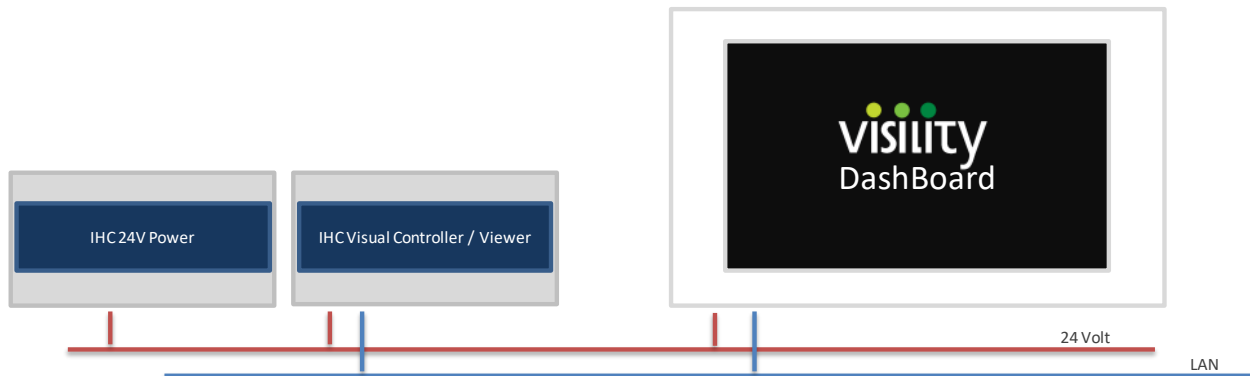 visility
DashBoard
IHC 24V Power
IHC Visual Controller / Viewer
24 Volt
LAN